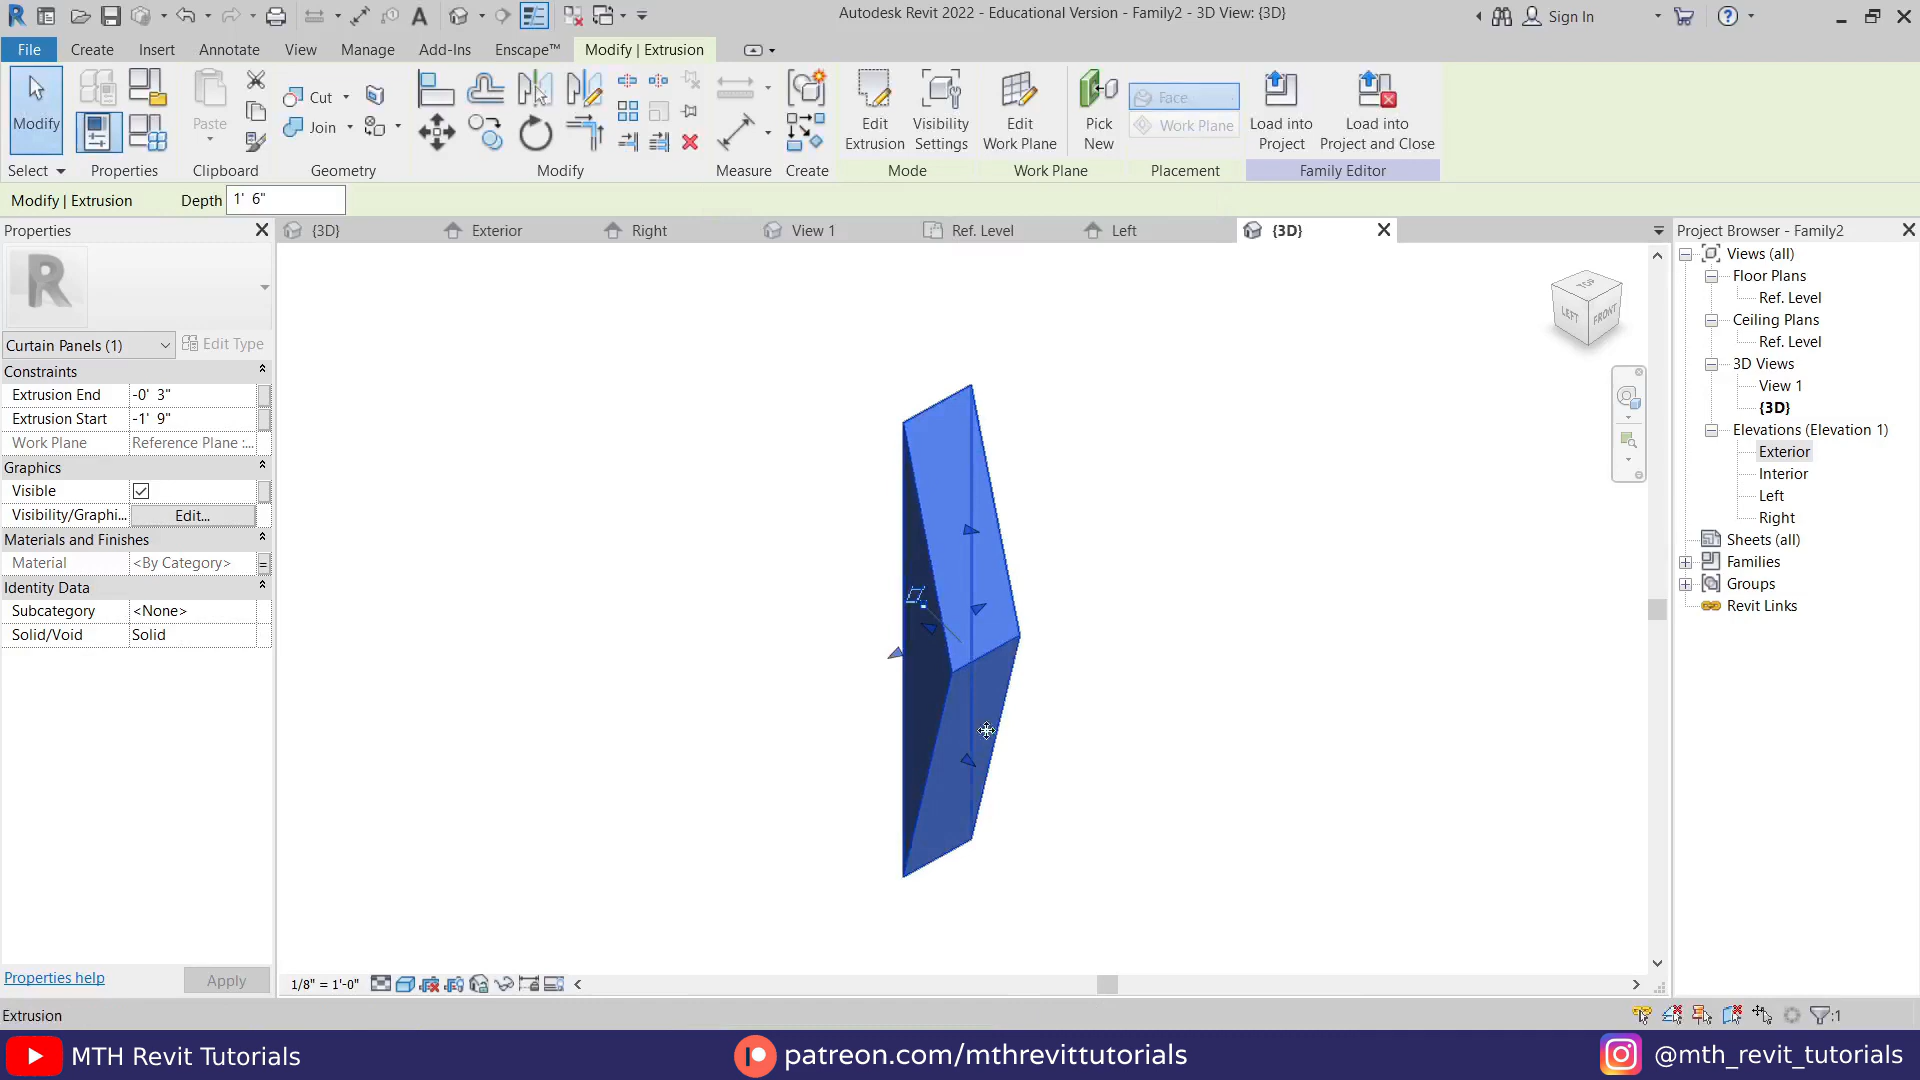 Autodesk Revit 2022 - Educational Version - Family2 - 3D View: {3D}
Sign In
File
Create
Insert
Annotate
View
Manage
Add-Ins
Enscape™
Modify | Extrusion
Modify
Paste
Cut
Join
Edit Extrusion
Visibility Settings
Edit Work Plane
Pick New
Face
Work Plane
Load into Project
Load into Project and Close
Select
Properties
Clipboard
Geometry
Modify
Measure
Create
Mode
Work Plane
Placement
Family Editor
Modify | Extrusion
Depth
1' 6"
Properties
{3D}
Exterior
Right
View 1
Ref. Level
Left
{3D}
Project Browser - Family2
R
Curtain Panels (1)
Edit Type
Constraints
Extrusion End
-0' 3"
Extrusion Start
-1' 9"
Work Plane
Reference Plane :...
Graphics
Visible
Visibility/Graphi...
Edit...
Materials and Finishes
Material
<By Category>
=
Identity Data
Subcategory
<None>
Solid/Void
Solid
Properties help
Apply
TOP
LEFT
FRONT
Views (all)
Floor Plans
Ref. Level
Ceiling Plans
Ref. Level
3D Views
View 1
{3D}
Elevations (Elevation 1)
Exterior
Interior
Left
Right
Sheets (all)
Families
Groups
Revit Links
1/8" = 1'-0"
Extrusion
:1
MTH Revit Tutorials
patreon.com/mthrevittutorials
@mth_revit_tutorials